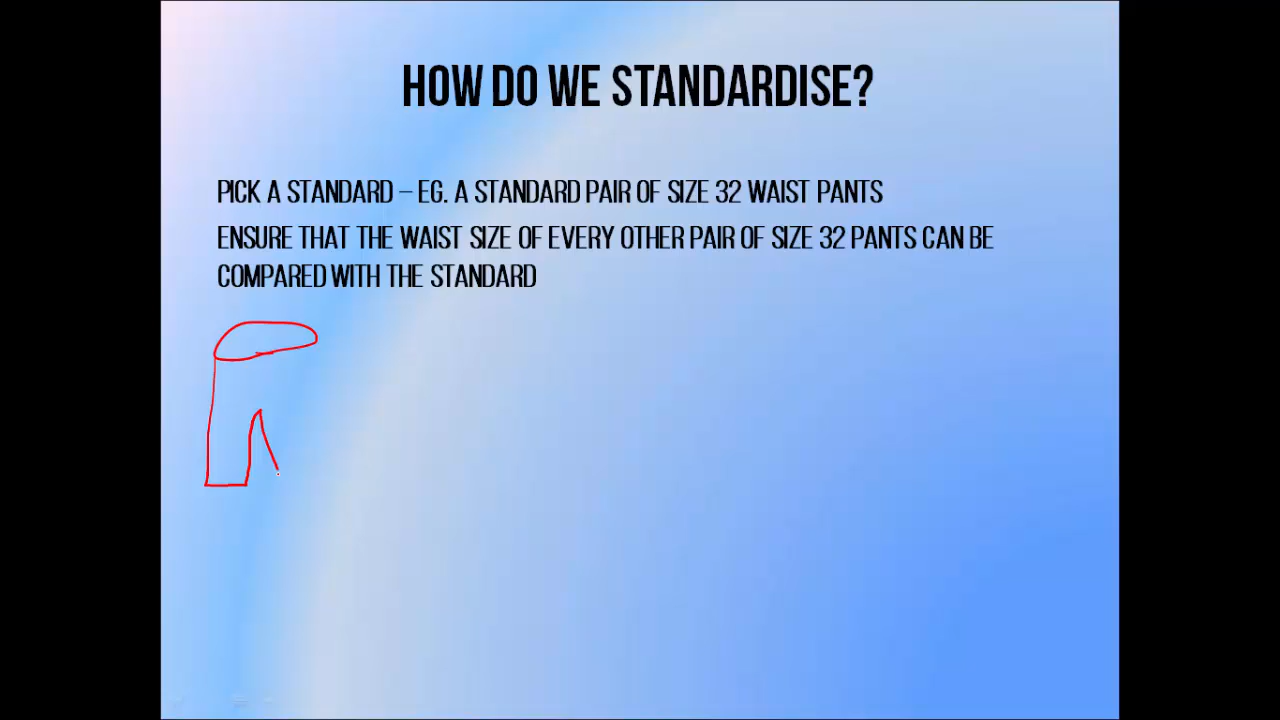 HOW DO WE STANDARDISE?
PICK A STANDARD – EG. A STANDARD PAIR OF SIZE 32 WAIST PANTS
ENSURE THAT THE WAIST SIZE OF EVERY OTHER PAIR OF SIZE 32 PANTS CAN BE
COMPARED WITH THE STANDARD